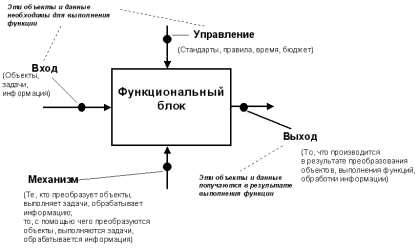 Эти объекты и данные
необходимы для выполнения
функции
Управление
(Стандарты, правила, время, бюджет)
Вход
(Объекты,
задачи,
информация)
Функциональный
блок
Выход
(То, что производится
в результате преобразования
объектов, выполнения функций,
обработки информации)
Эти объекты и данные
получаются в результате
выполнения функции
Механизм
(Те, кто преобразует объекты,
выполняет задачи, обрабатывает
информацию;
то, с помощью чего преобразуются
объекты, выполняются задачи,
обрабатывается информация)